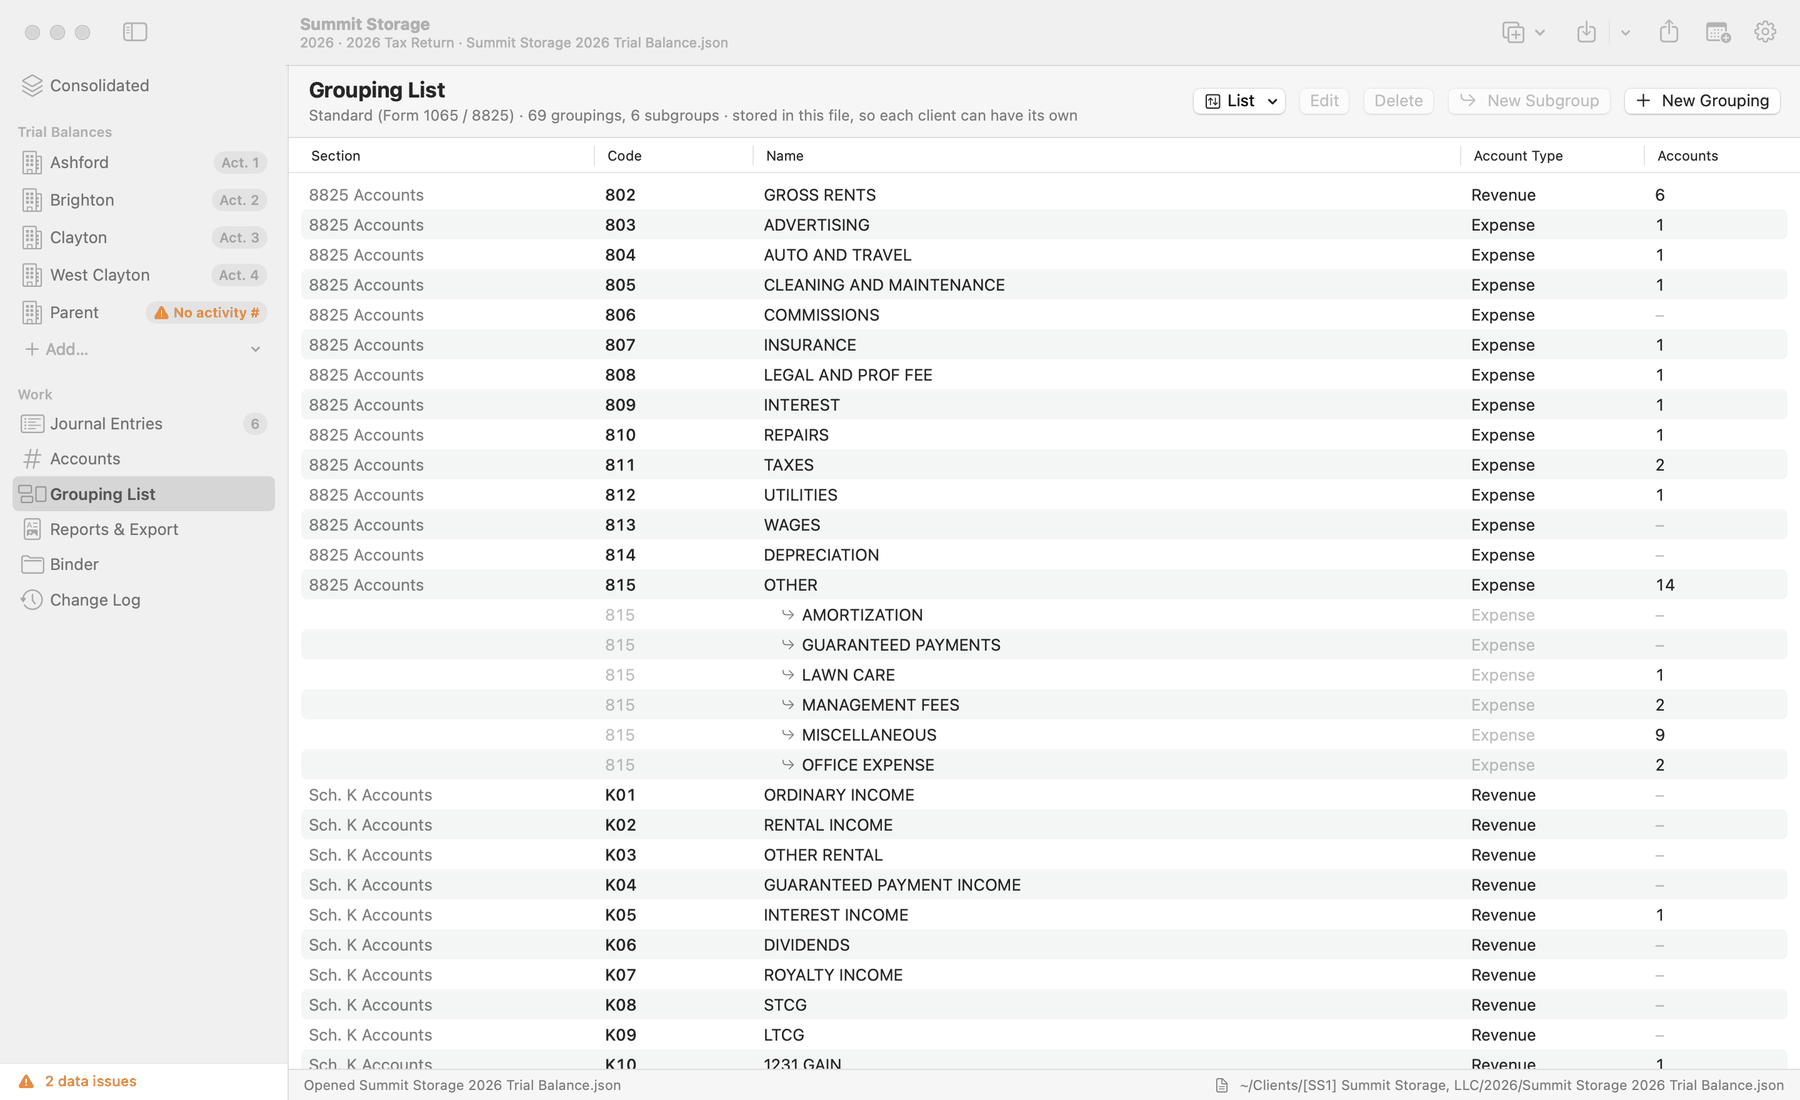 Summit Storage
2026 · 2026 Tax Return · Summit Storage 2026 Trial Balance.json
Consolidated
Trial Balances
Ashford Act. 1
Brighton Act. 2
Clayton Act. 3
West Clayton Act. 4
Parent No activity #
+ Add...
Work
Journal Entries 6
Accounts
Grouping List
Reports & Export
Binder
Change Log
2 data issues
Grouping List
Standard (Form 1065 / 8825) · 69 groupings, 6 subgroups · stored in this file, so each client can have its own
List Edit Delete New Subgroup + New Grouping
Section Code Name Account Type Accounts
8825 Accounts 802 GROSS RENTS Revenue 6
8825 Accounts 803 ADVERTISING Expense 1
8825 Accounts 804 AUTO AND TRAVEL Expense 1
8825 Accounts 805 CLEANING AND MAINTENANCE Expense 1
8825 Accounts 806 COMMISSIONS Expense –
8825 Accounts 807 INSURANCE Expense 1
8825 Accounts 808 LEGAL AND PROF FEE Expense 1
8825 Accounts 809 INTEREST Expense 1
8825 Accounts 810 REPAIRS Expense 1
8825 Accounts 811 TAXES Expense 2
8825 Accounts 812 UTILITIES Expense 1
8825 Accounts 813 WAGES Expense –
8825 Accounts 814 DEPRECIATION Expense –
8825 Accounts 815 OTHER Expense 14
815 AMORTIZATION Expense –
815 GUARANTEED PAYMENTS Expense –
815 LAWN CARE Expense 1
815 MANAGEMENT FEES Expense 2
815 MISCELLANEOUS Expense 9
815 OFFICE EXPENSE Expense 2
Sch. K Accounts K01 ORDINARY INCOME Revenue –
Sch. K Accounts K02 RENTAL INCOME Revenue –
Sch. K Accounts K03 OTHER RENTAL Revenue –
Sch. K Accounts K04 GUARANTEED PAYMENT INCOME Revenue –
Sch. K Accounts K05 INTEREST INCOME Revenue 1
Sch. K Accounts K06 DIVIDENDS Revenue –
Sch. K Accounts K07 ROYALTY INCOME Revenue –
Sch. K Accounts K08 STCG Revenue –
Sch. K Accounts K09 LTCG Revenue –
Sch. K Accounts K10 1231 GAIN Revenue 1
Opened Summit Storage 2026 Trial Balance.json
~/Clients/[SS1] Summit Storage, LLC/2026/Summit Storage 2026 Trial Balance.json